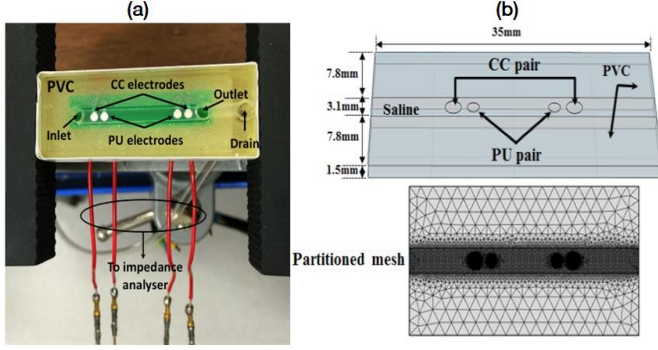 (a)
PVC
CC electrodes
Inlet
Outlet
PU electrodes
Drain
To impedance
analyser
(b)
35mm
7.8mm
3.1mm
7.8mm
1.5mm
CC pair
PVC
Saline
PU pair
Partitioned mesh